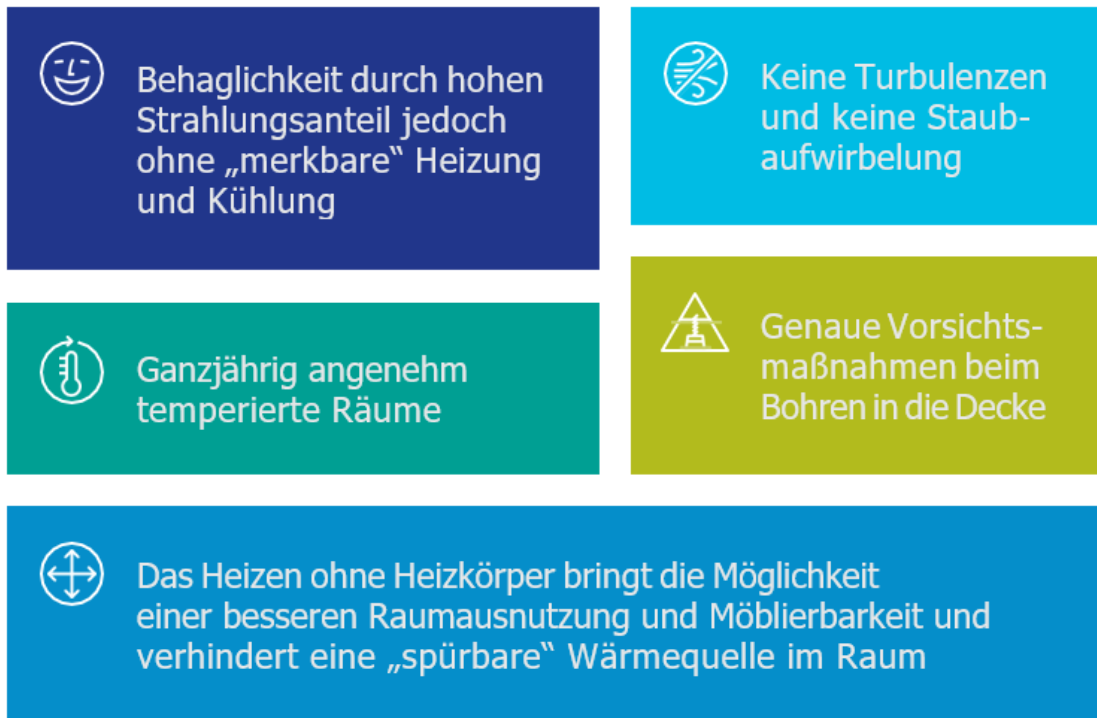 Behaglichkeit durch hohen
Strahlungsanteil jedoch
ohne „merkbare“ Heizung
und Kühlung
Keine Turbulenzen
und keine Staub-
aufwirbelung
Ganzjährig angenehm
temperierte Räume
Genaue Vorsichts-
maßnahmen beim
Bohren in die Decke
Das Heizen ohne Heizkörper bringt die Möglichkeit
einer besseren Raumausnutzung und Möblierbarkeit und
verhindert eine „spürbare“ Wärmequelle im Raum